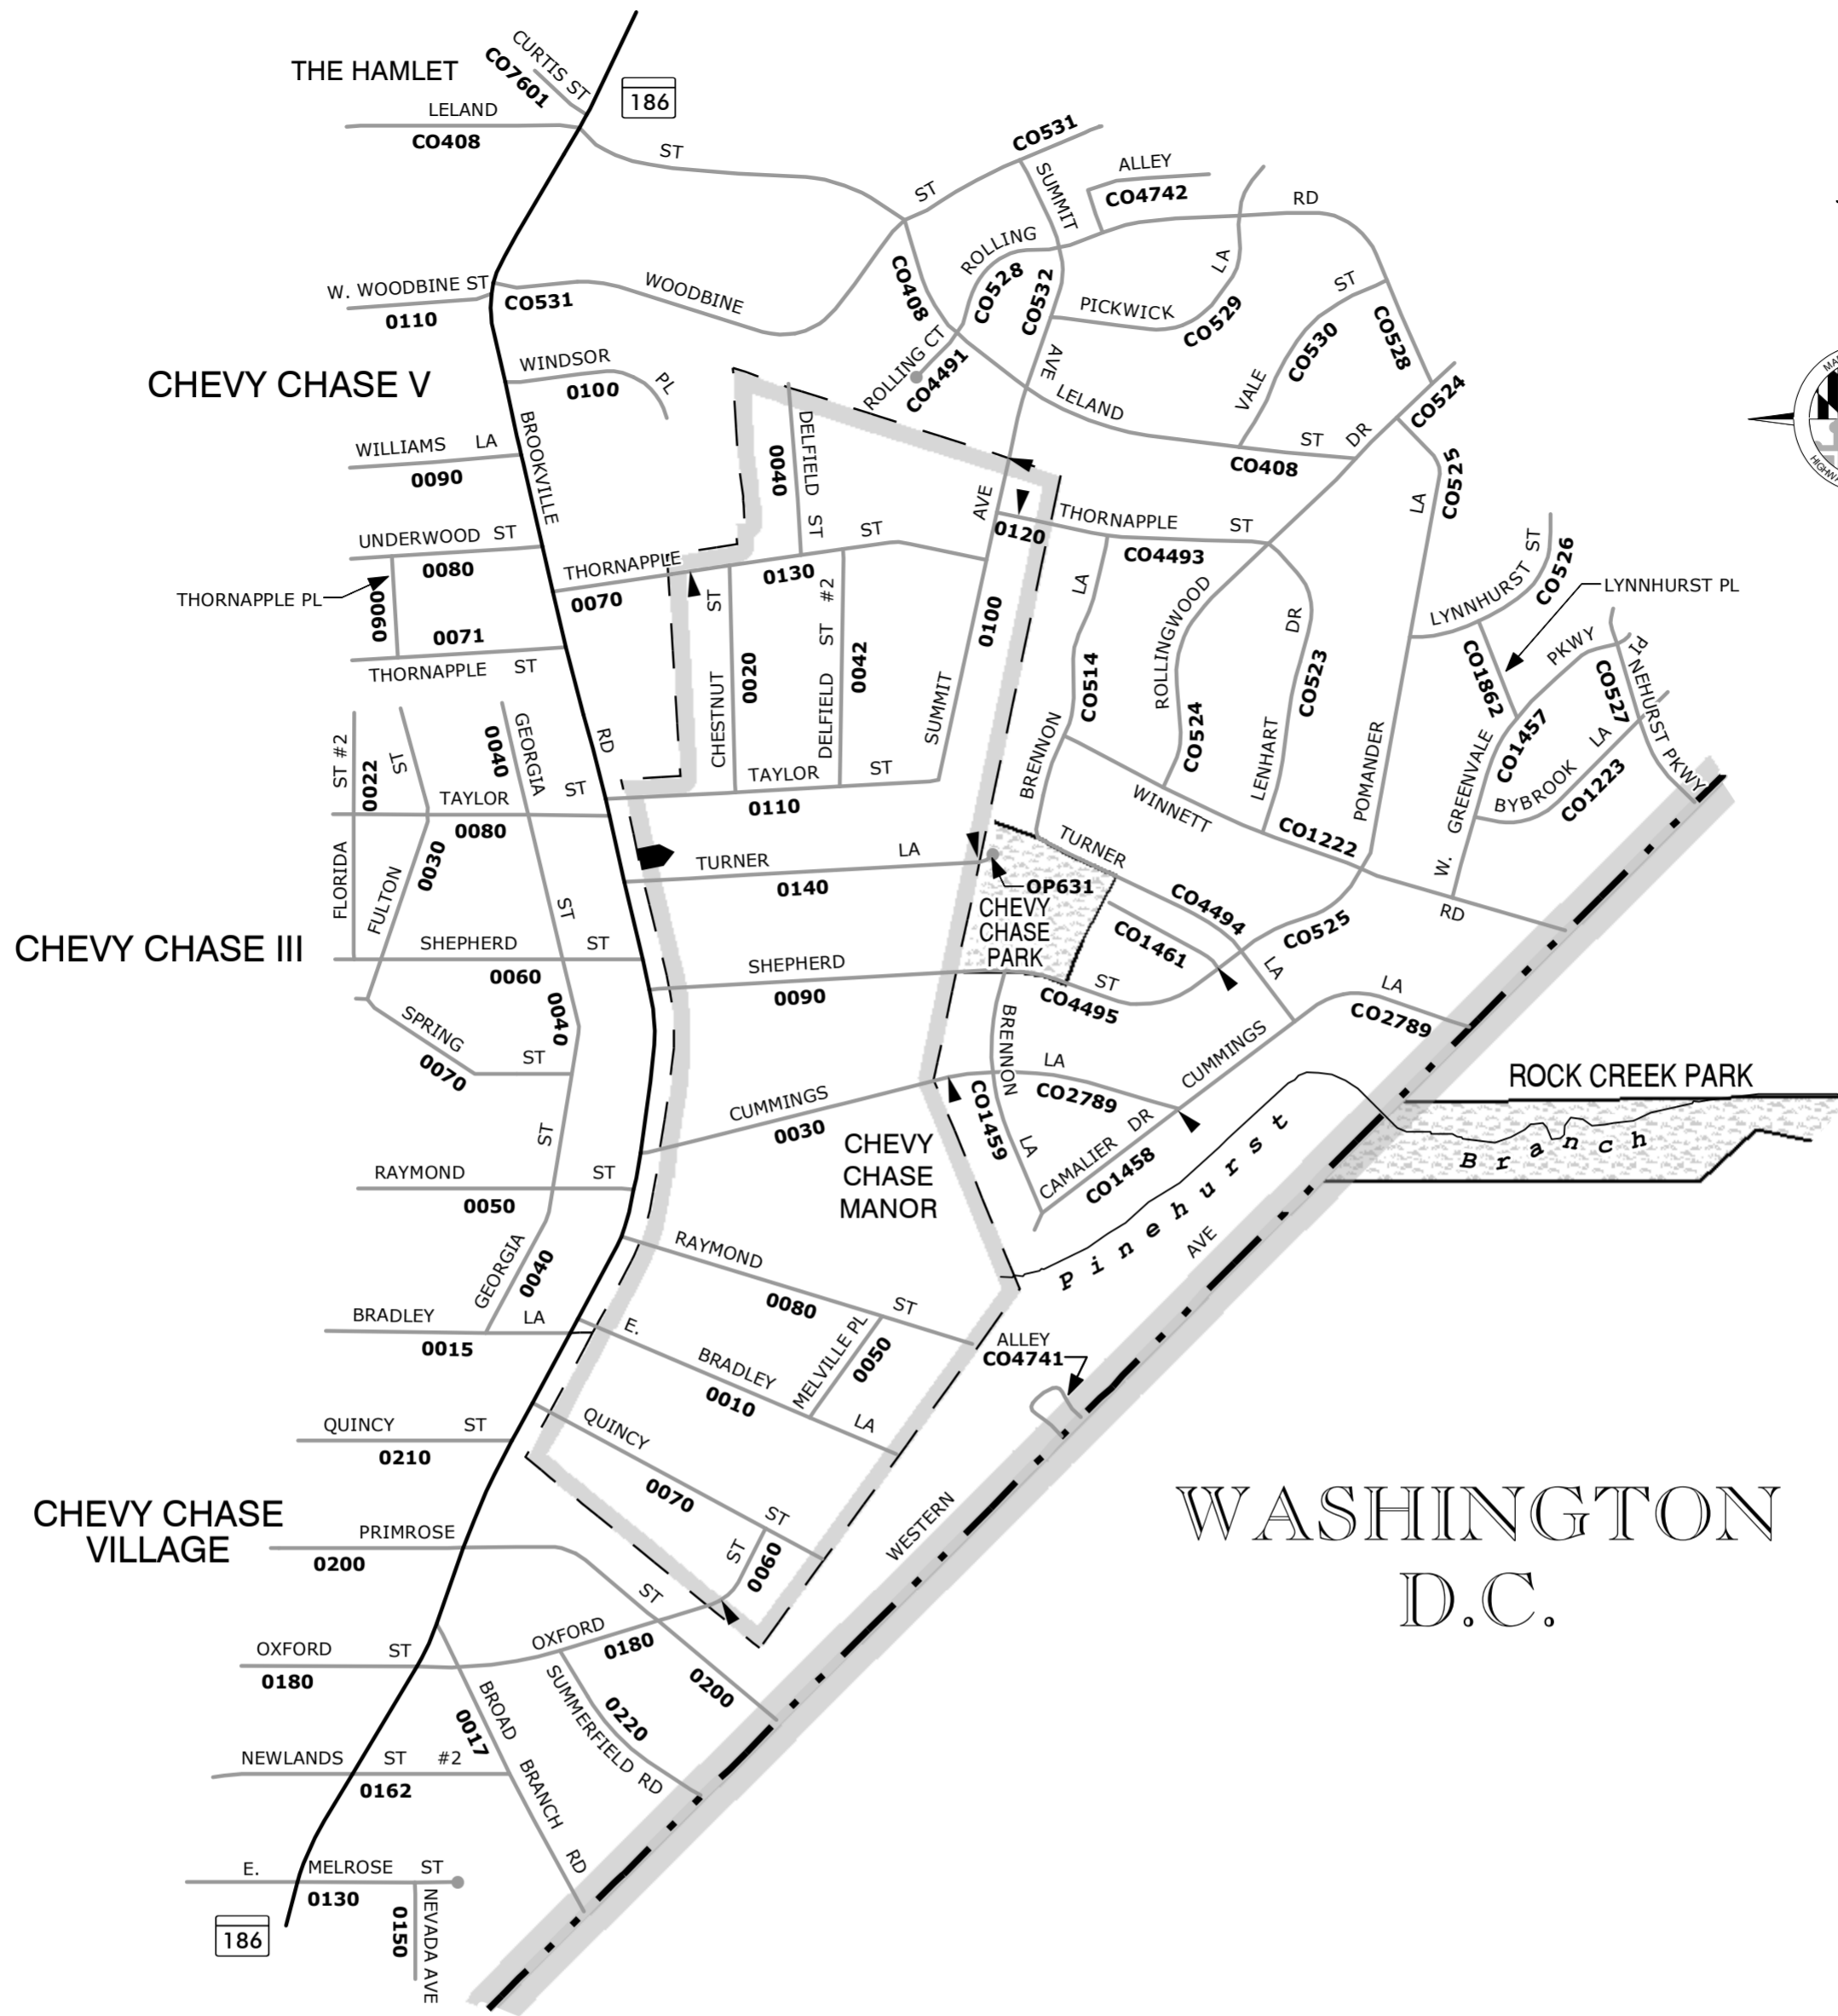 CURTIS ST
CO7601
THE HAMLET
186
LELAND
CO408
ST
CO531
ST
SUMMIT
ALLEY
CO4742
RD
ROLLING
CO528
CO532
LA
PICKWICK
CO529
ST
CO530
CO528
VALE
W. WOODBINE ST
0110
CO531
WOODBINE
CO408
ROLLING CT
CO4491
AVE
LELAND
ST
CO408
DR
CO524
CHEVY CHASE V
WINDSOR
0100
PL
BROOKVILLE
WILLIAMS LA
0090
0040
DELFIELD ST
AVE
0120
THORNAPPLE ST
CO4493
LA
CO525
UNDERWOOD ST
0080
THORNAPPLE
0070
0130
ST
THORNAPPLE PL
0060
0071
THORNAPPLE ST
ST
CHESTNUT
0020
DELFIELD ST #2
0042
0100
SUMMIT
LA
CO514
BRENNON
ROLLINGWOOD
CO524
DR
CO523
LENHART
POMANDER
LYNNHURST ST
CO526
LYNNHURST PL
CO1862
PKWY
CO527
PINEHURST PKWY
CO1457
W. GREENVALE
BYBROOK LA
CO1223
RD
ST #2
0022
FLORIDA
ST
0040
GEORGIA
ST
TAYLOR
0080
TAYLOR ST
0110
WINNETT
CO1222
RD
0030
FULTON
TURNER LA
0140
TURNER
OP631
CHEVY
CHASE
PARK
CO4494
CO1461
CO525
LA
CHEVY CHASE III
SHEPHERD ST
0060
ST
0040
SHEPHERD
0090
ST
CO4495
SPRING
0070
ST
ST
BRENNON
LA
CO2789
CO1459
LA
CUMMINGS
LA
CO2789
ROCK CREEK PARK
Pinehurst
Branch
CUMMINGS
0030
CHEVY
CHASE
MANOR
CAMALIER DR
CO1458
RAYMOND ST
0050
GEORGIA
0040
RAYMOND
0080
ST
AVE
BRADLEY LA
0015
E.
BRADLEY
0010
LA
MELVILLE PL
0050
ALLEY
CO4741
QUINCY ST
0210
QUINCY
0070
ST
ST
0060
WESTERN
WASHINGTON
D.C.
CHEVY CHASE
VILLAGE
PRIMROSE
0200
ST
0200
OXFORD ST
0180
OXFORD
0180
SUMMERFIELD RD
0220
BROAD BRANCH RD
0017
NEWLANDS ST #2
0162
E. MELROSE ST
0130
0150
NEVADA AVE
186